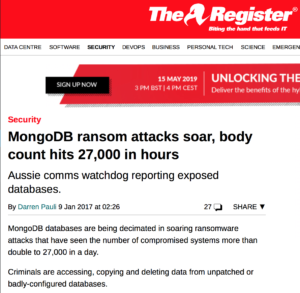 The Register®
Biting the hand that feeds IT
DATA CENTRE SOFTWARE SECURITY DEVOPS BUSINESS PERSONAL TECH SCIENCE EMERGEN
SIGN UP NOW
15 MAY 2019
3 PM BST | 4 PM CEST
UNLOCKING THE
Deliver the benefits of the hy
Security
MongoDB ransom attacks soar, body
count hits 27,000 in hours
Aussie comms watchdog reporting exposed
databases.
By Darren Pauli 9 Jan 2017 at 02:26
27
SHARE ▼
MongoDB databases are being decimated in soaring ransomware
attacks that have seen the number of compromised systems more than
double to 27,000 in a day.
Criminals are accessing, copying and deleting data from unpatched or
badly-configured databases.